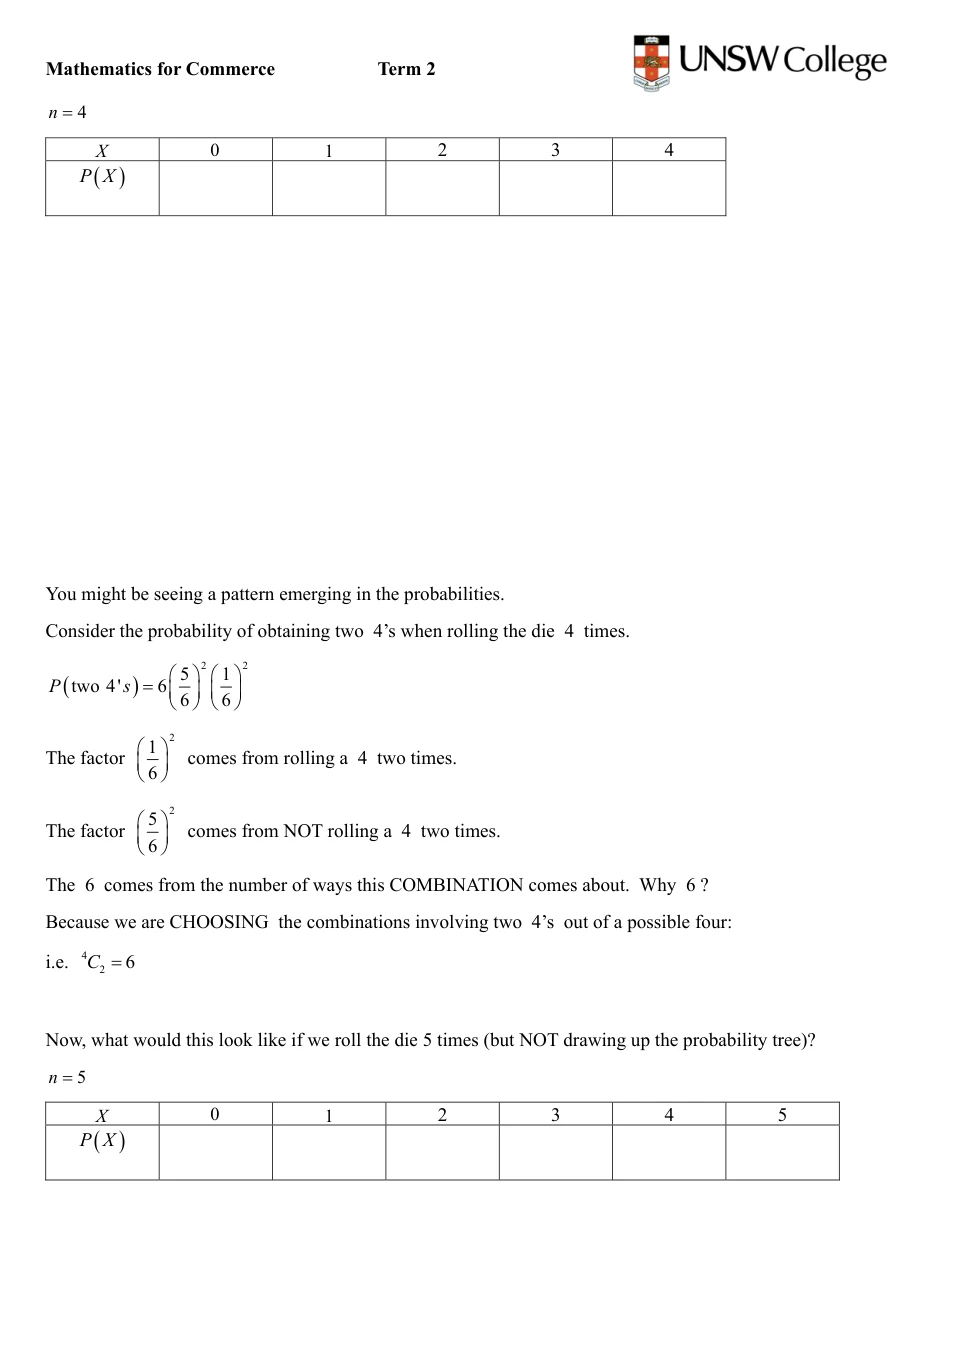 Mathematics for Commerce Term 2 UNSW College
n = 4
X 0 1 2 3 4
P(X)
You might be seeing a pattern emerging in the probabilities.
Consider the probability of obtaining two 4’s when rolling the die 4 times.
P(two 4's) = 6(5/6)²(1/6)²
The factor (1/6)² comes from rolling a 4 two times.
The factor (5/6)² comes from NOT rolling a 4 two times.
The 6 comes from the number of ways this COMBINATION comes about. Why 6 ?
Because we are CHOOSING the combinations involving two 4’s out of a possible four:
i.e. ⁴C₂ = 6
Now, what would this look like if we roll the die 5 times (but NOT drawing up the probability tree)?
n = 5
X 0 1 2 3 4 5
P(X)